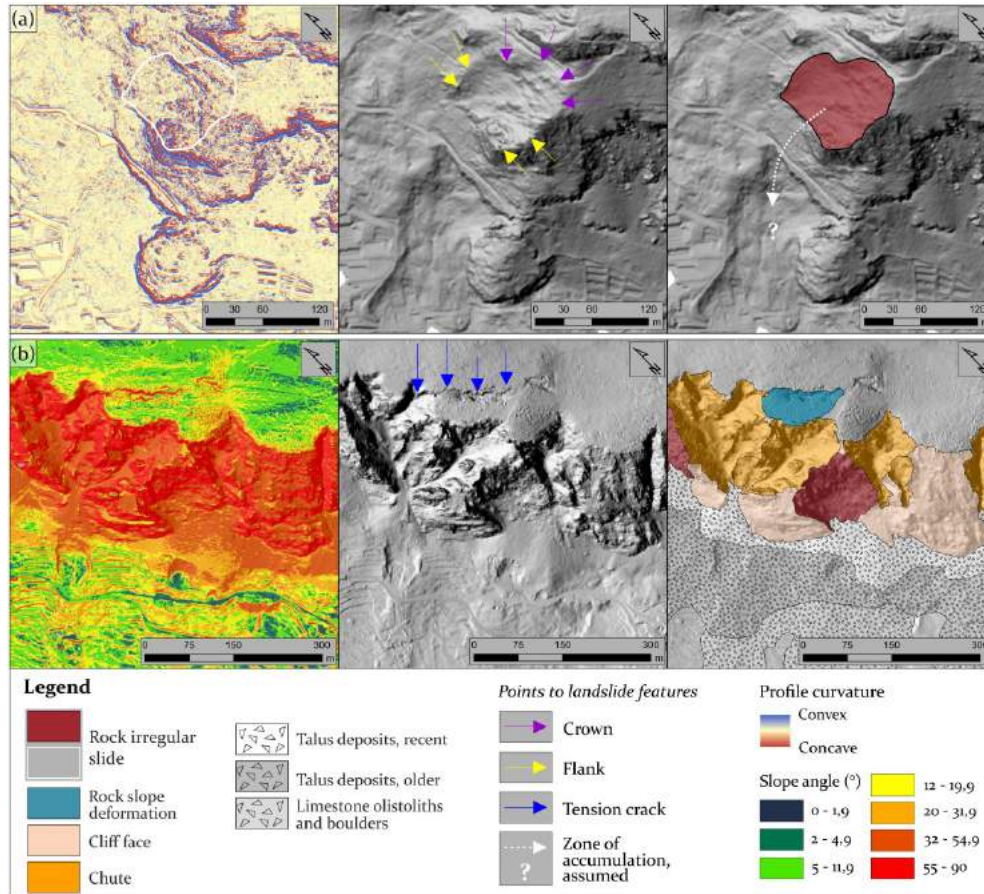 (a)
N
N
N
0 30 60 120
m
0 30 60 120
m
0 30 60 120
m
?
(b)
N
N
N
0 75 150 300
m
0 75 150 300
m
0 75 150 300
m
Legend
Rock irregular
slide
Rock slope
deformation
Cliff face
Chute
Talus deposits, recent
Talus deposits, older
Limestone olistoliths
and boulders
Points to landslide features
Crown
Flank
Tension crack
Zone of
accumulation,
assumed
?
Profile curvature
Convex
Concave
Slope angle (°)
0 - 1,9
2 - 4,9
5 - 11,9
12 - 19,9
20 - 31,9
32 - 54,9
55 - 90